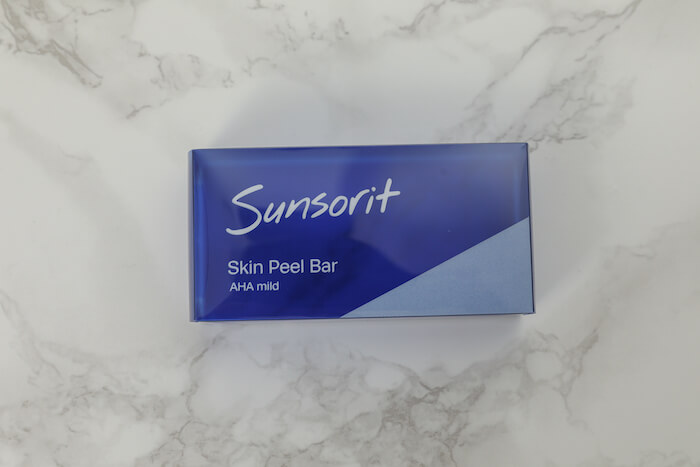 Sunsorit
Skin Peel Bar
AHA mild